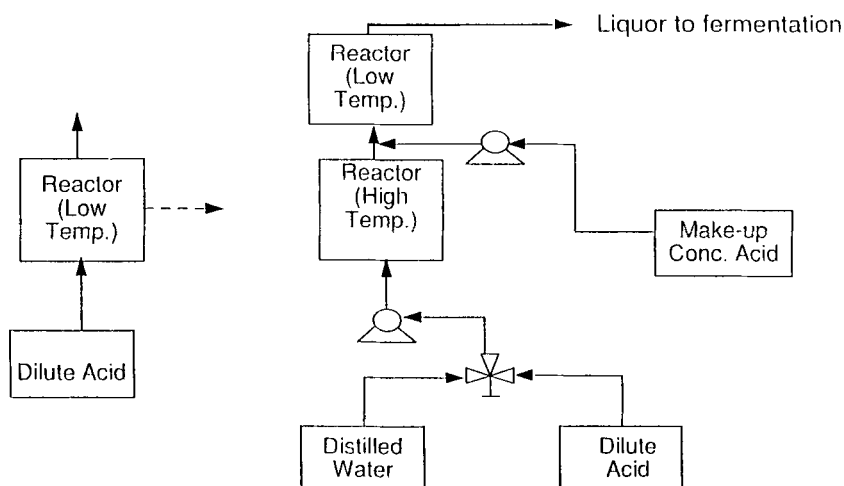 Liquor to fermentation
Reactor
(Low
Temp.)
Reactor
(Low
Temp.)
Reactor
(High
Temp.)
Make-up
Conc. Acid
Dilute Acid
Distilled
Water
Dilute
Acid